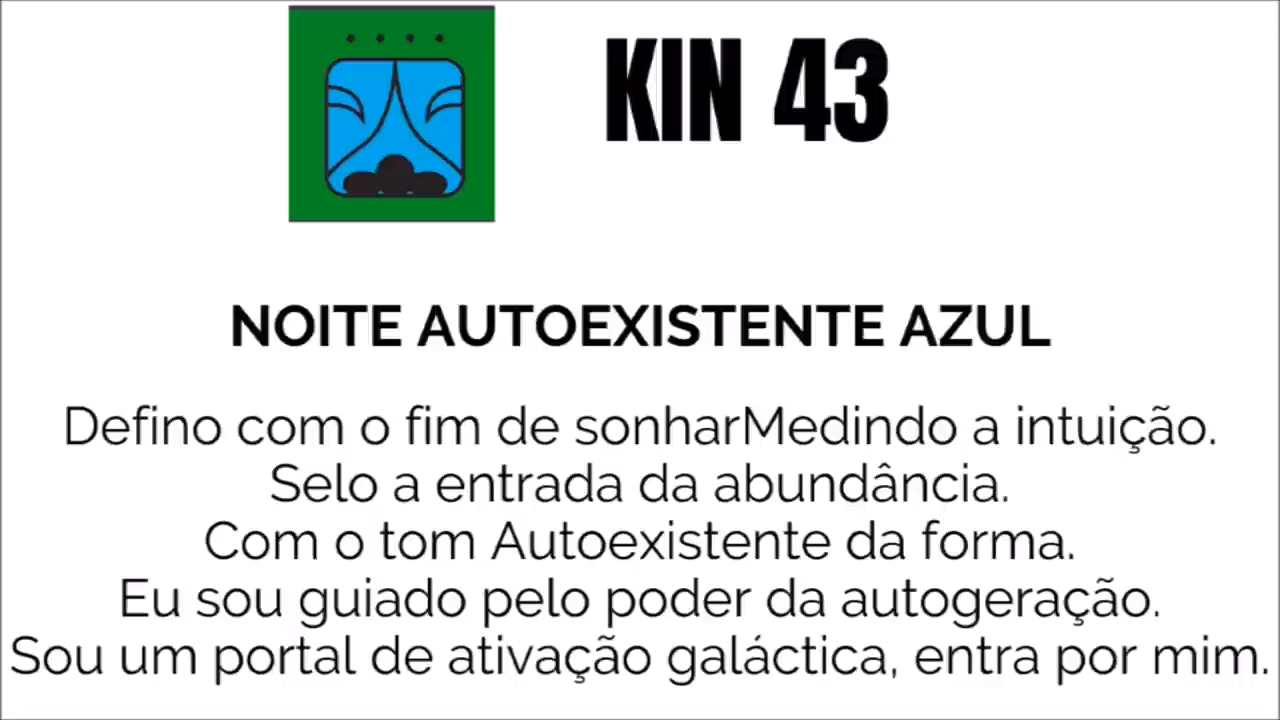 KIN 43
NOITE AUTOEXISTENTE AZUL
Defino com o fim de sonharMedindo a intuição.
Selo a entrada da abundância.
Com o tom Autoexistente da forma.
Eu sou guiado pelo poder da autogeração.
Sou um portal de ativação galáctica, entra por mim.